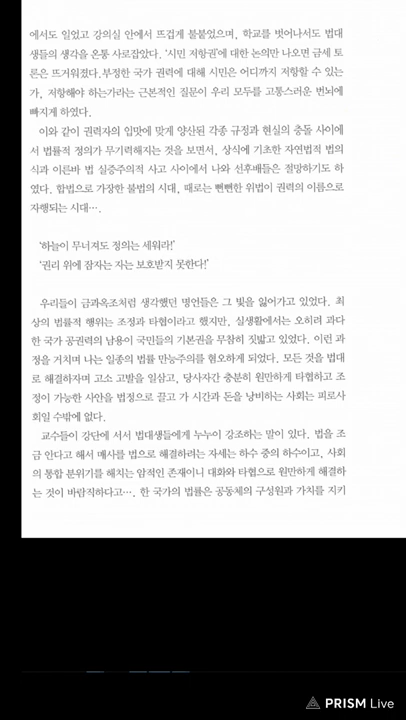 에서도 일었고 강의실 안에서 뜨겁게 불붙었으며, 학교를 벗어나서도 법대
생들의 생각을 온통 사로잡았다. '시민 저항권'에 대한 논의만 나오면 금세 토
론은 뜨거워졌다.부정한 국가 권력에 대해 시민은 어디까지 저항할 수 있는
가, 저항해야 하는가라는 근본적인 질문이 우리 모두를 고통스러운 번뇌에
빠지게 하였다.
이와 같이 권력자의 입맛에 맞게 양산된 각종 규정과 현실의 충돌 사이에
서 법률적 정의가 무기력해지는 것을 보면서, 상식에 기초한 자연법적 법의
식과 이른바 법 실증주의적 사고 사이에서 나와 선후배들은 절망하기도 하
였다. 합법으로 가장한 불법의 시대, 때로는 뻔뻔한 위법이 권력의 이름으로
자행되는 시대….
'하늘이 무너져도 정의는 세워라!'
'권리 위에 잠자는 자는 보호받지 못한다!'
우리들이 금과옥조처럼 생각했던 명언들은 그 빛을 잃어가고 있었다. 최
상의 법률적 행위는 조정과 타협이라고 했지만, 실생활에서는 오히려 과다
한 국가 공권력의 남용이 국민들의 기본권을 무참히 짓밟고 있었다. 이런 과
정을 거치며 나는 일종의 법률 만능주의를 혐오하게 되었다. 모든 것을 법대
로 해결하자며 고소 고발을 일삼고, 당사자간 충분히 원만하게 타협하고 조
정이 가능한 사안을 법정으로 끌고 가 시간과 돈을 낭비하는 사회는 피로사
회일 수밖에 없다.
교수들이 강단에 서서 법대생들에게 누누이 강조하는 말이 있다. 법을 조
금 안다고 해서 매사를 법으로 해결하려는 자세는 하수 중의 하수이고, 사회
의 통합 분위기를 해치는 암적인 존재이니 대화와 타협으로 원만하게 해결하
는 것이 바람직하다고…. 한 국가의 법률은 공동체의 구성원과 가치를 지키
PRISM Live